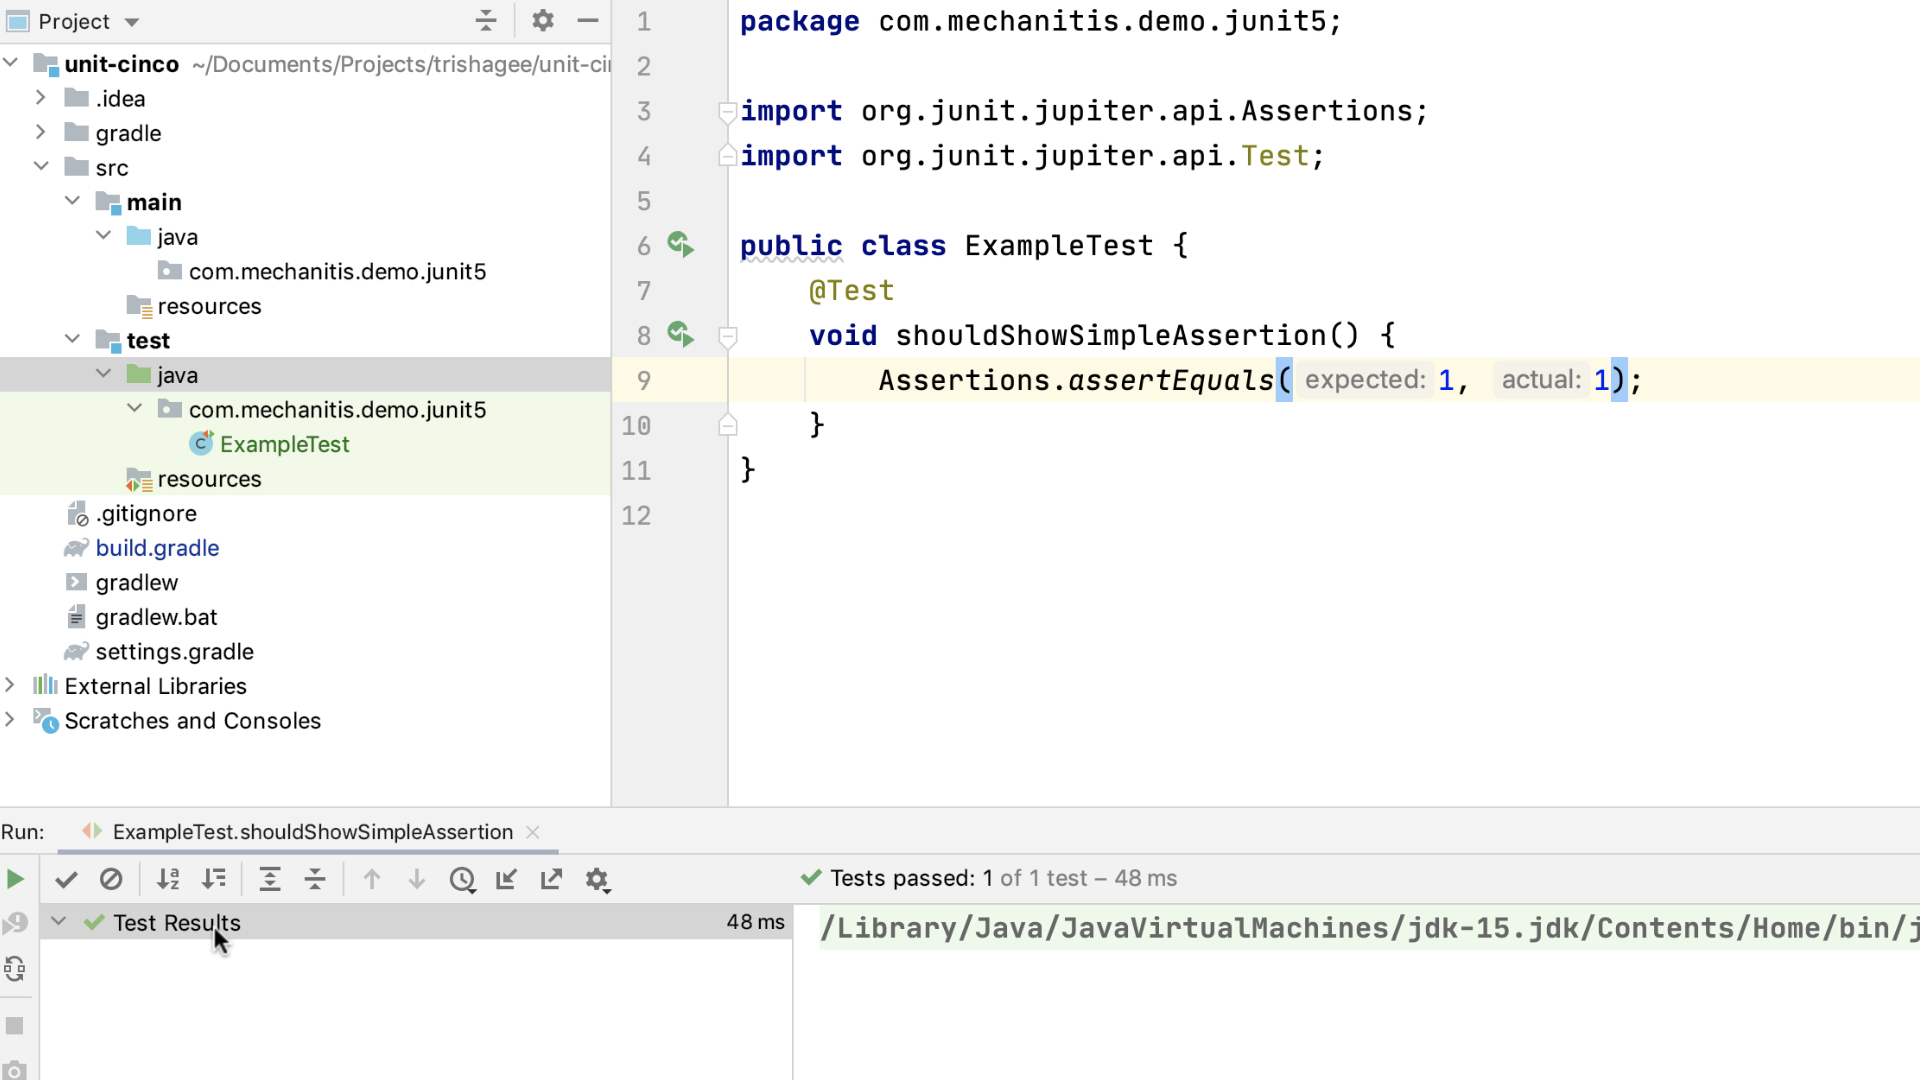 Project
unit-cinco ~/Documents/Projects/trishagee/unit-ci
.idea
gradle
src
main
java
com.mechanitis.demo.junit5
resources
test
java
com.mechanitis.demo.junit5
ExampleTest
resources
.gitignore
build.gradle
gradlew
gradlew.bat
settings.gradle
External Libraries
Scratches and Consoles
1 package com.mechanitis.demo.junit5;
2
3 import org.junit.jupiter.api.Assertions;
4 import org.junit.jupiter.api.Test;
5
6 public class ExampleTest {
7 @Test
8 void shouldShowSimpleAssertion() {
9 Assertions.assertEquals( expected: 1, actual: 1);
10 }
11 }
12
Run: ExampleTest.shouldShowSimpleAssertion
Tests passed: 1 of 1 test – 48 ms
Test Results 48 ms
/Library/Java/JavaVirtualMachines/jdk-15.jdk/Contents/Home/bin/j